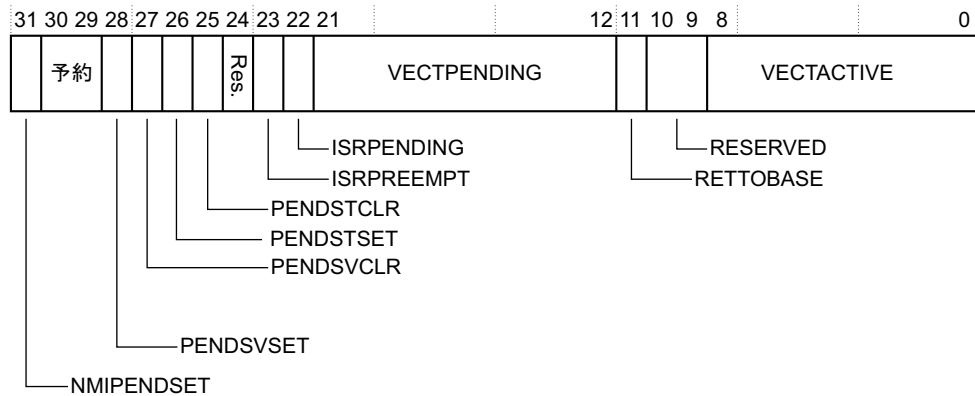 31 30 29 28 27 26 25 24 23 22 21 12 11 10 9 8 0
予約 Res. VECTPENDING VECTACTIVE
ISRPENDING RESERVED
ISRPREEMPT RETTOBASE
PENDSTCLR
PENDSTSET
PENDSVCLR
PENDSVSET
NMIPENDSET